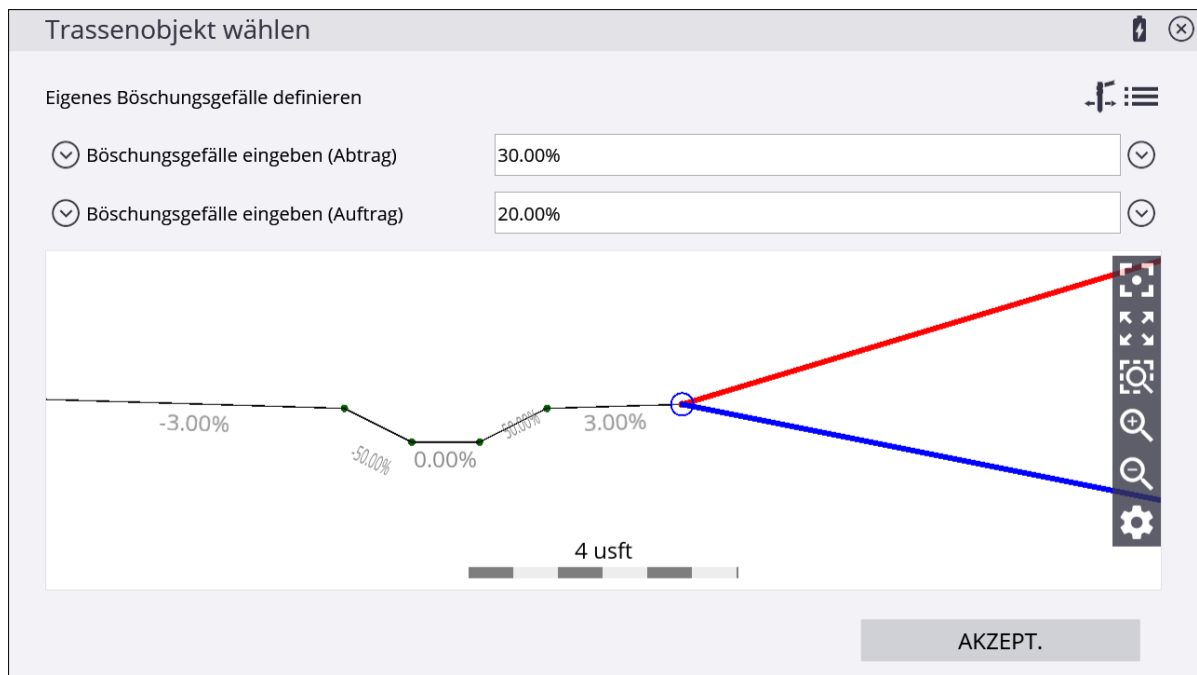 Trassenobjekt wählen
Eigenes Böschungsgefälle definieren
Böschungsgefälle eingeben (Abtrag) 30.00%
Böschungsgefälle eingeben (Auftrag) 20.00%
-3.00%
-50.00%
0.00%
50.00%
3.00%
4 usft
AKZEPT.